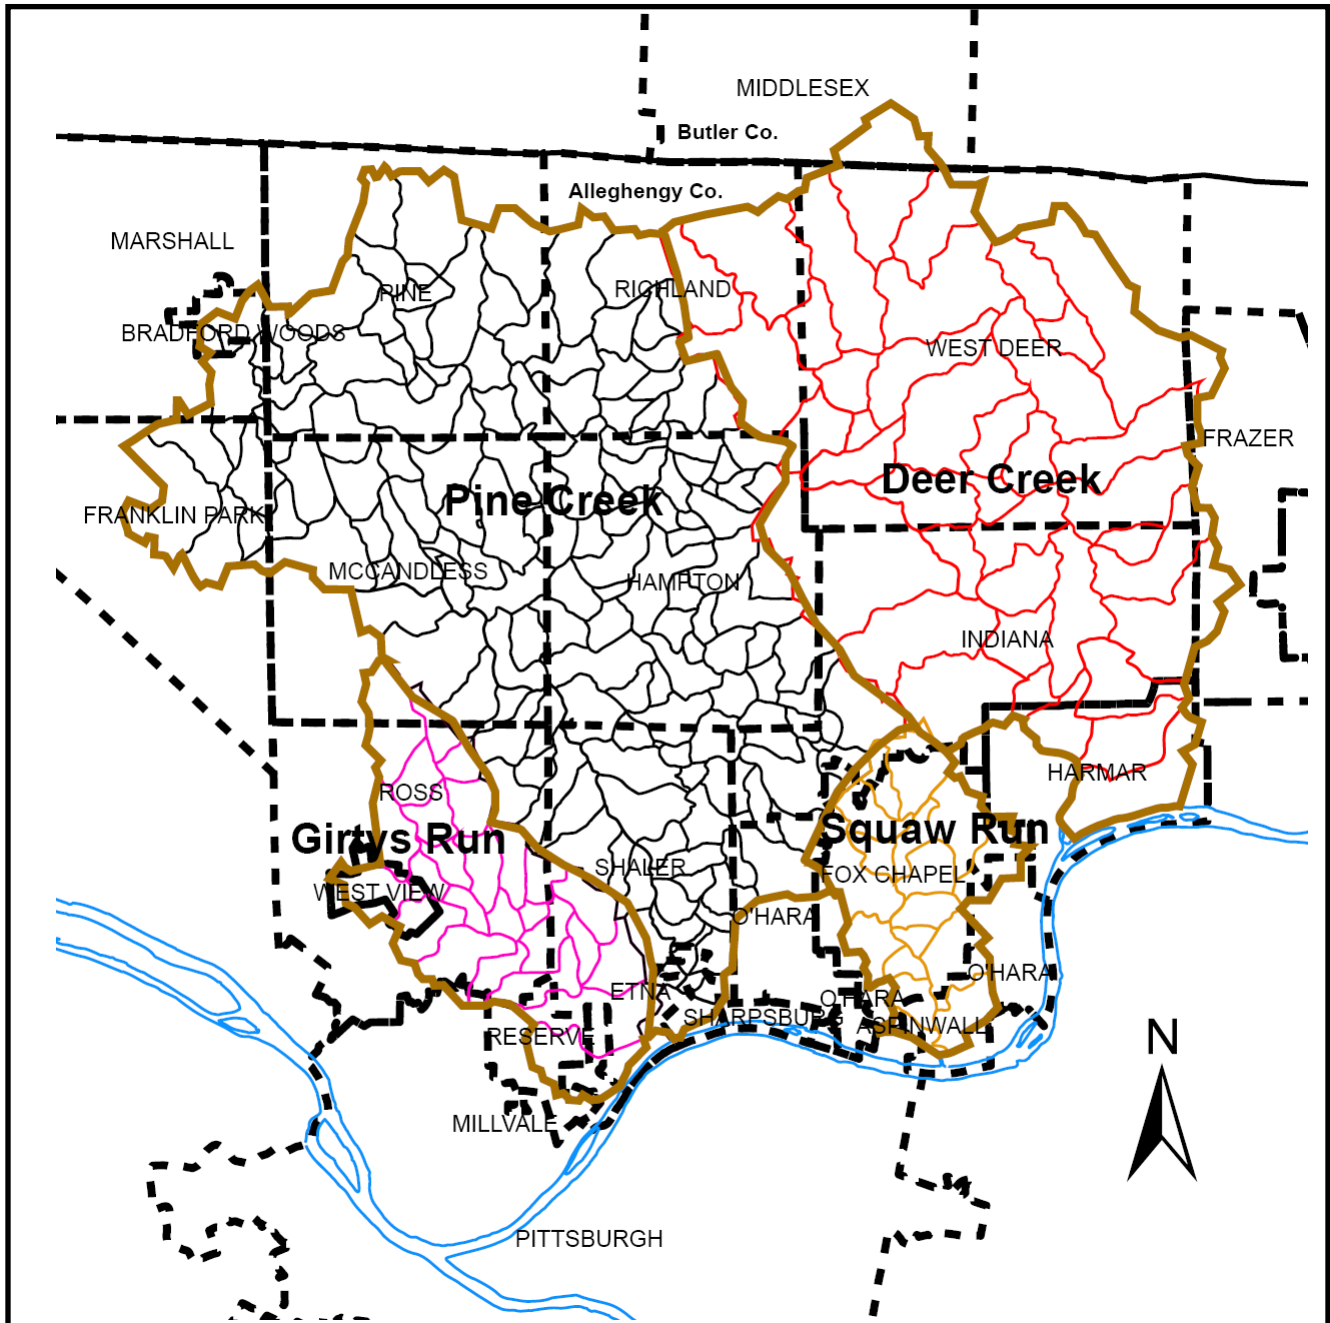 MIDDLESEX
Butler Co.
Alleghengy Co.
MARSHALL
PINE
RICHLAND
BRADFORD WOODS
WEST DEER
FRAZER
Deer Creek
Pine Creek
FRANKLIN PARK
MCCANDLESS
HAMPTON
INDIANA
HARMAR
ROSS
Squaw Run
Girtys Run
SHALER
FOX CHAPEL
WEST VIEW
O'HARA
O'HARA
ETNA
O'HARA
SHARPSBURG
ASPINWALL
RESERVE
N
MILLVALE
PITTSBURGH